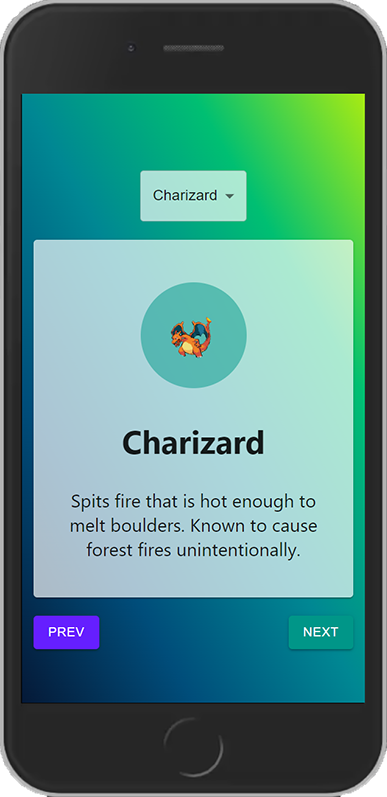 Charizard
Charizard
Spits fire that is hot enough to
melt boulders. Known to cause
forest fires unintentionally.
PREV
NEXT